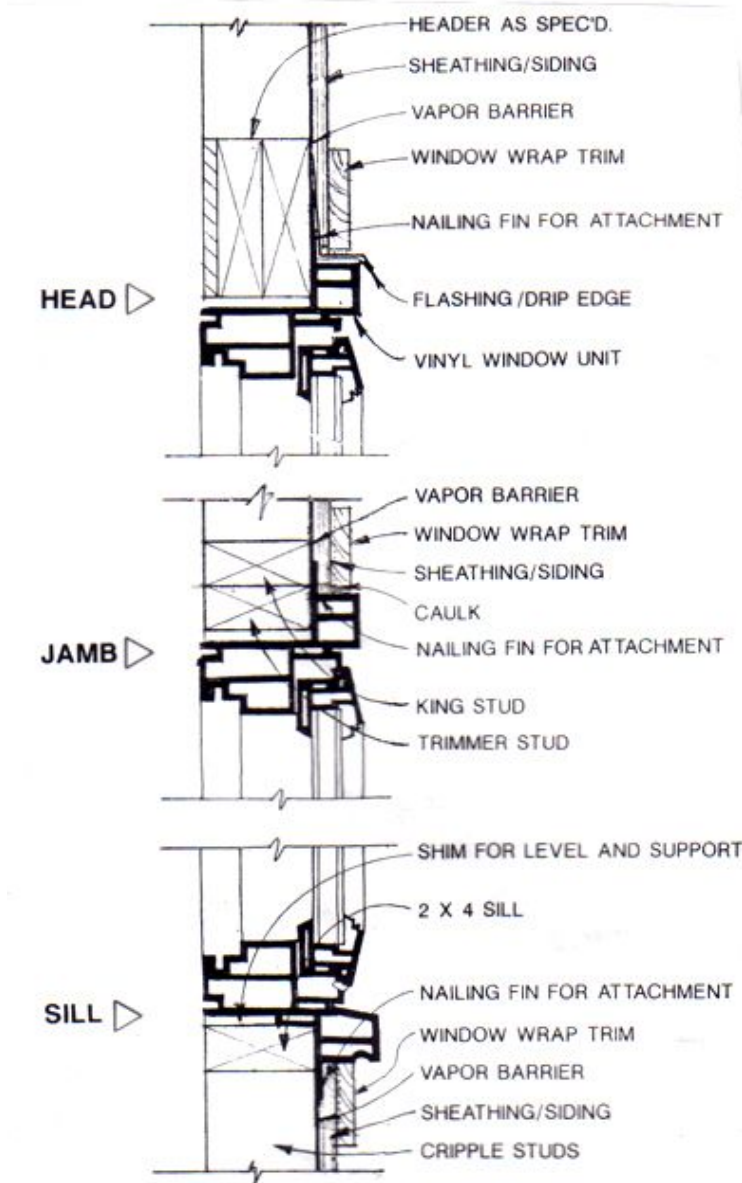 HEADER AS SPEC'D.
SHEATHING/SIDING
VAPOR BARRIER
WINDOW WRAP TRIM
NAILING FIN FOR ATTACHMENT
HEAD
FLASHING/DRIP EDGE
VINYL WINDOW UNIT
VAPOR BARRIER
WINDOW WRAP TRIM
SHEATHING/SIDING
CAULK
NAILING FIN FOR ATTACHMENT
JAMB
KING STUD
TRIMMER STUD
SHIM FOR LEVEL AND SUPPORT
2 X 4 SILL
NAILING FIN FOR ATTACHMENT
SILL
WINDOW WRAP TRIM
VAPOR BARRIER
SHEATHING/SIDING
CRIPPLE STUDS